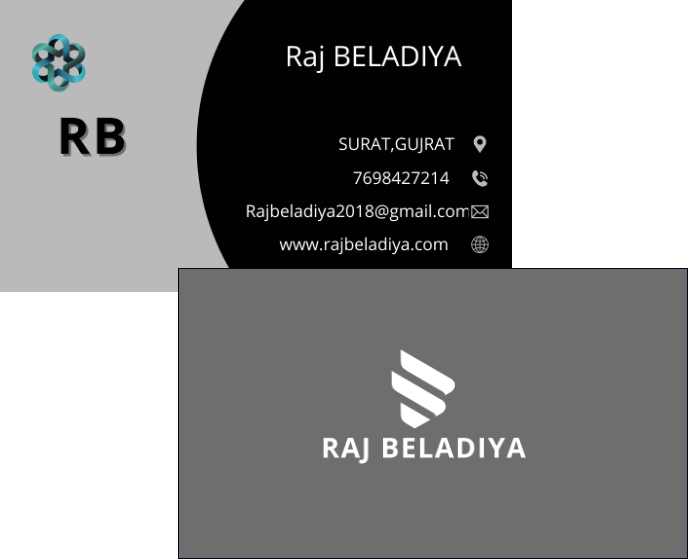 RB
Raj BELADIYA
SURAT,GUJRAT
7698427214
Rajbeladiya2018@gmail.com
www.rajbeladiya.com
RAJ BELADIYA